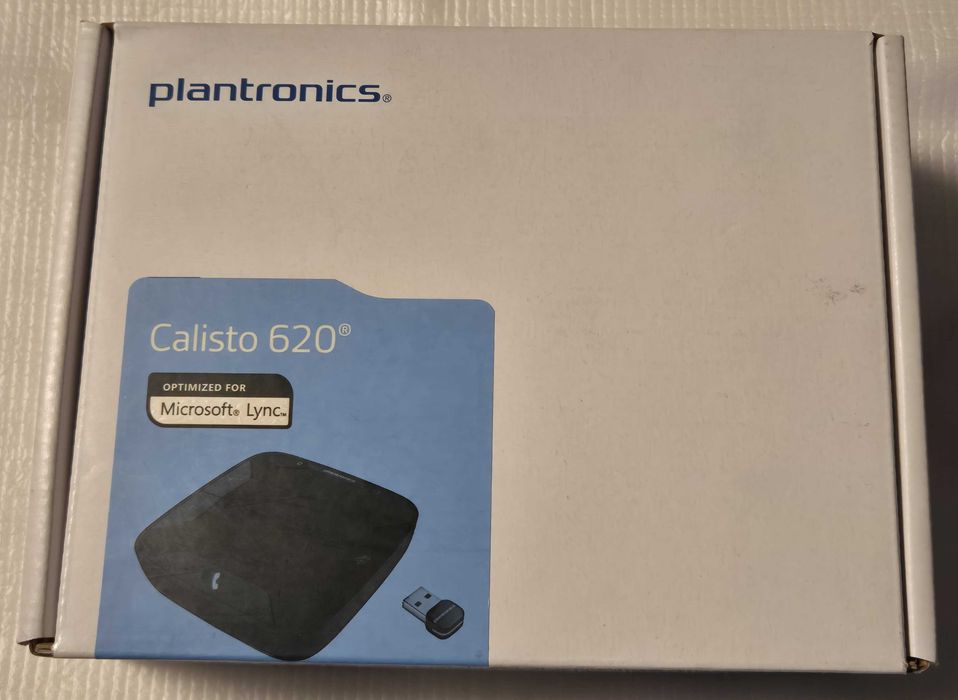 plantronics®
Calisto 620®
OPTIMIZED FOR
Microsoft® Lync™